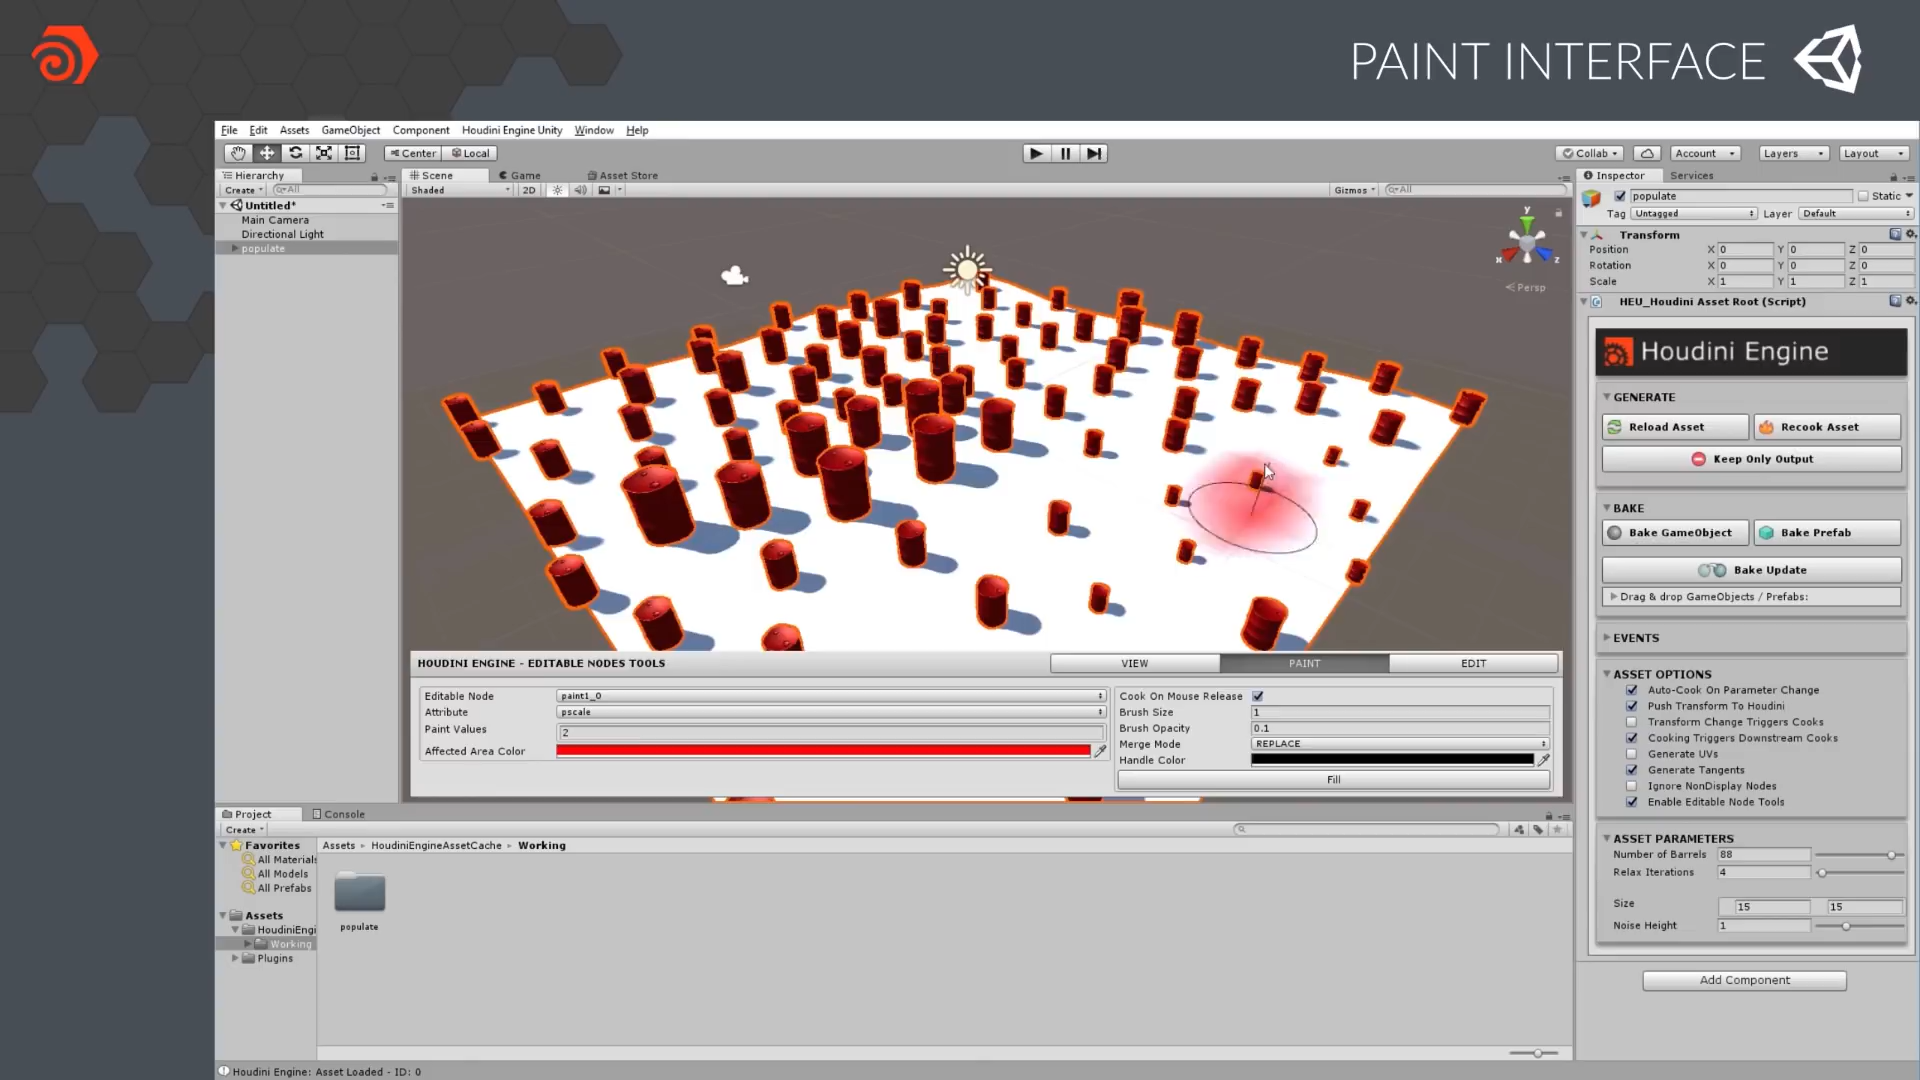 PAINT INTERFACE
File Edit Assets GameObject Component Houdini Engine Unity Window Help
Center Local
Collab Account Layers Layout
Hierarchy
Create All
Untitled*
Main Camera
Directional Light
populate
Scene Game Asset Store
Shaded 2D Gizmos All
y
x z
Persp
HOUDINI ENGINE - EDITABLE NODES TOOLS
VIEW PAINT EDIT
Editable Node paint1_0
Attribute pscale
Paint Values 2
Affected Area Color
Cook On Mouse Release
Brush Size 1
Brush Opacity 0.1
Merge Mode REPLACE
Handle Color
Fill
Project Console
Create
Favorites
All Materials
All Models
All Prefabs
Assets
HoudiniEngi
Working
Plugins
Assets HoudiniEngineAssetCache Working
populate
Houdini Engine: Asset Loaded - ID: 0
Inspector Services
populate Static
Tag Untagged Layer Default
Transform
Position X 0 Y 0 Z 0
Rotation X 0 Y 0 Z 0
Scale X 1 Y 1 Z 1
HEU_Houdini Asset Root (Script)
Houdini Engine
GENERATE
Reload Asset Recook Asset
Keep Only Output
BAKE
Bake GameObject Bake Prefab
Bake Update
Drag & drop GameObjects / Prefabs:
EVENTS
ASSET OPTIONS
Auto-Cook On Parameter Change
Push Transform To Houdini
Transform Change Triggers Cooks
Cooking Triggers Downstream Cooks
Generate UVs
Generate Tangents
Ignore NonDisplay Nodes
Enable Editable Node Tools
ASSET PARAMETERS
Number of Barrels 88
Relax Iterations 4
Size 15 15
Noise Height 1
Add Component